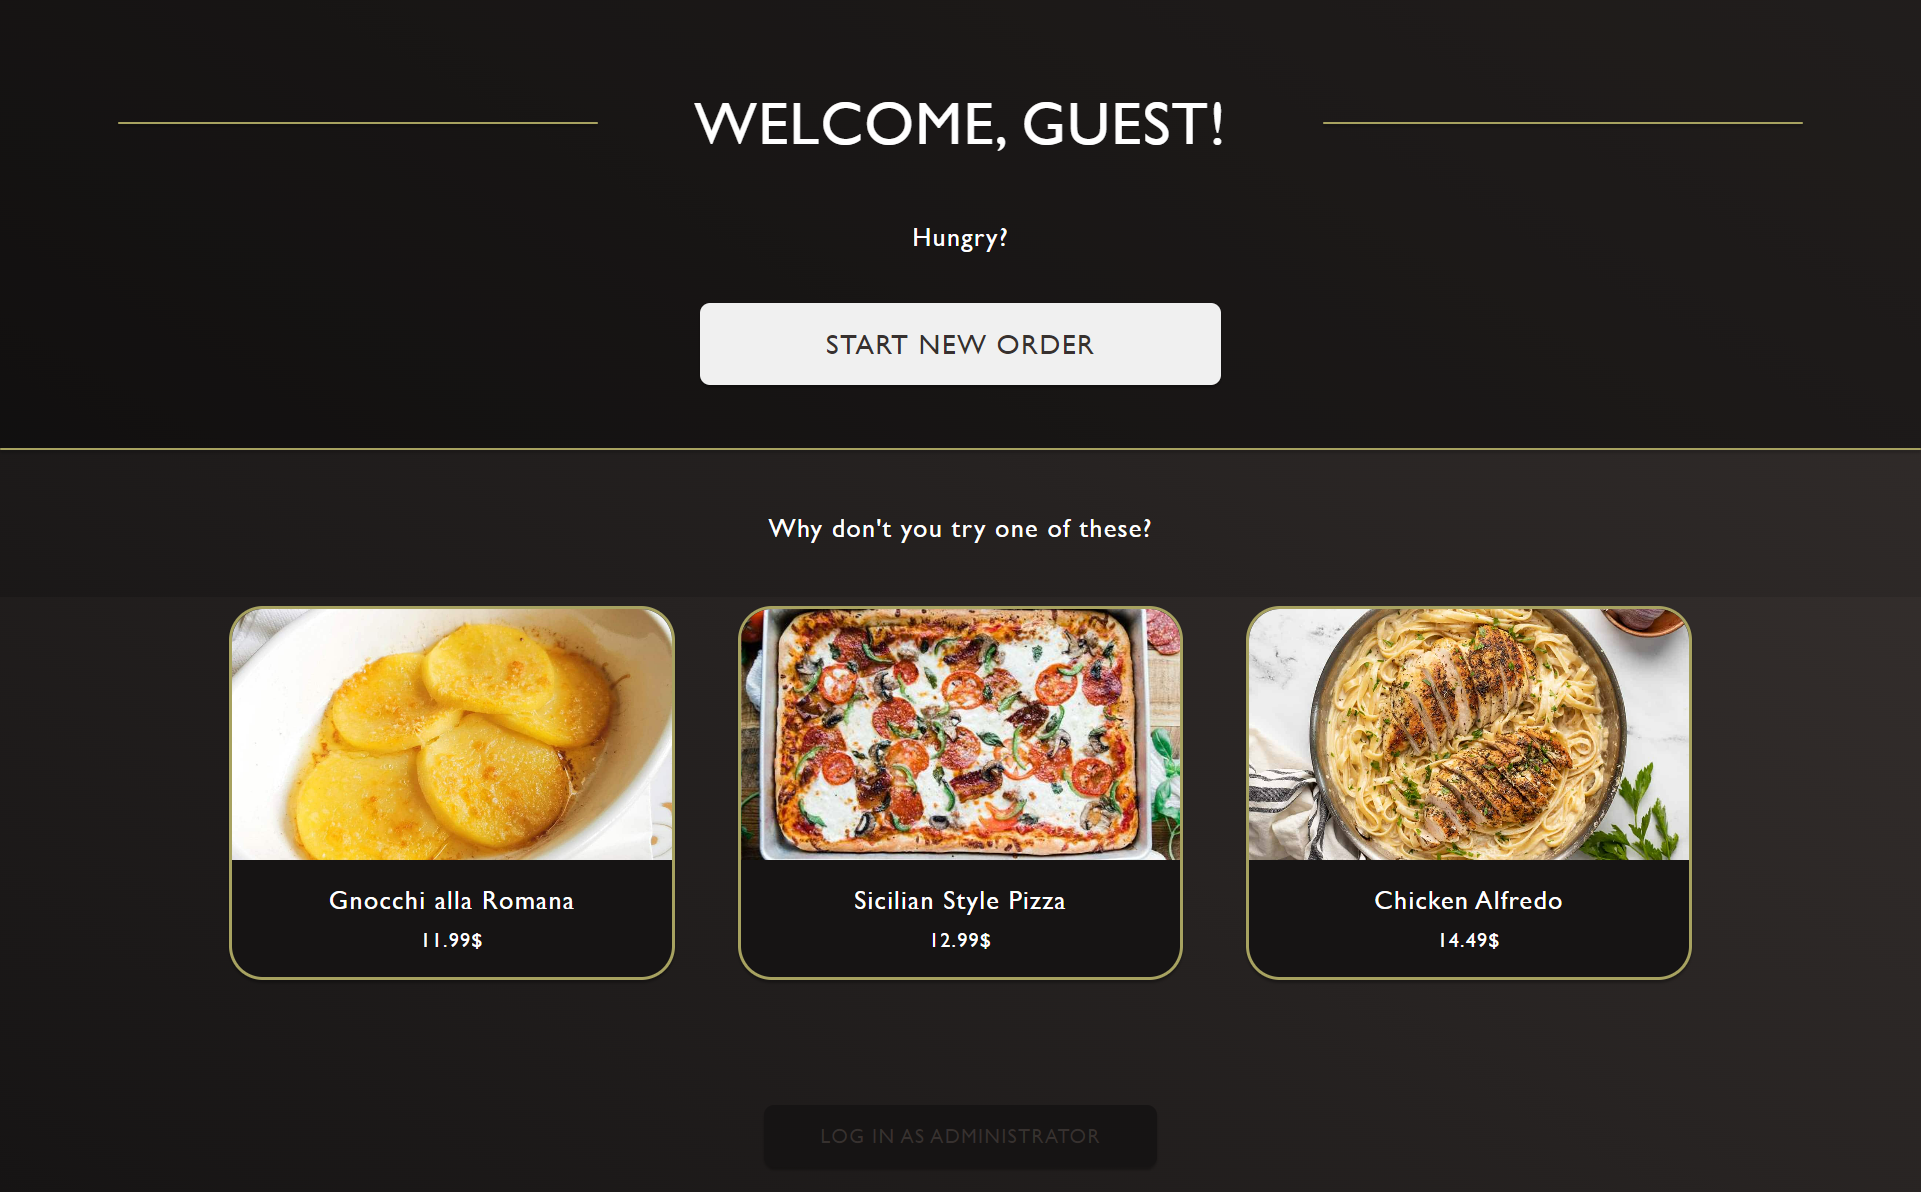 WELCOME, GUEST!
Hungry?
START NEW ORDER
Why don't you try one of these?
Gnocchi alla Romana
11.99$
Sicilian Style Pizza
12.99$
Chicken Alfredo
14.49$
LOG IN AS ADMINISTRATOR